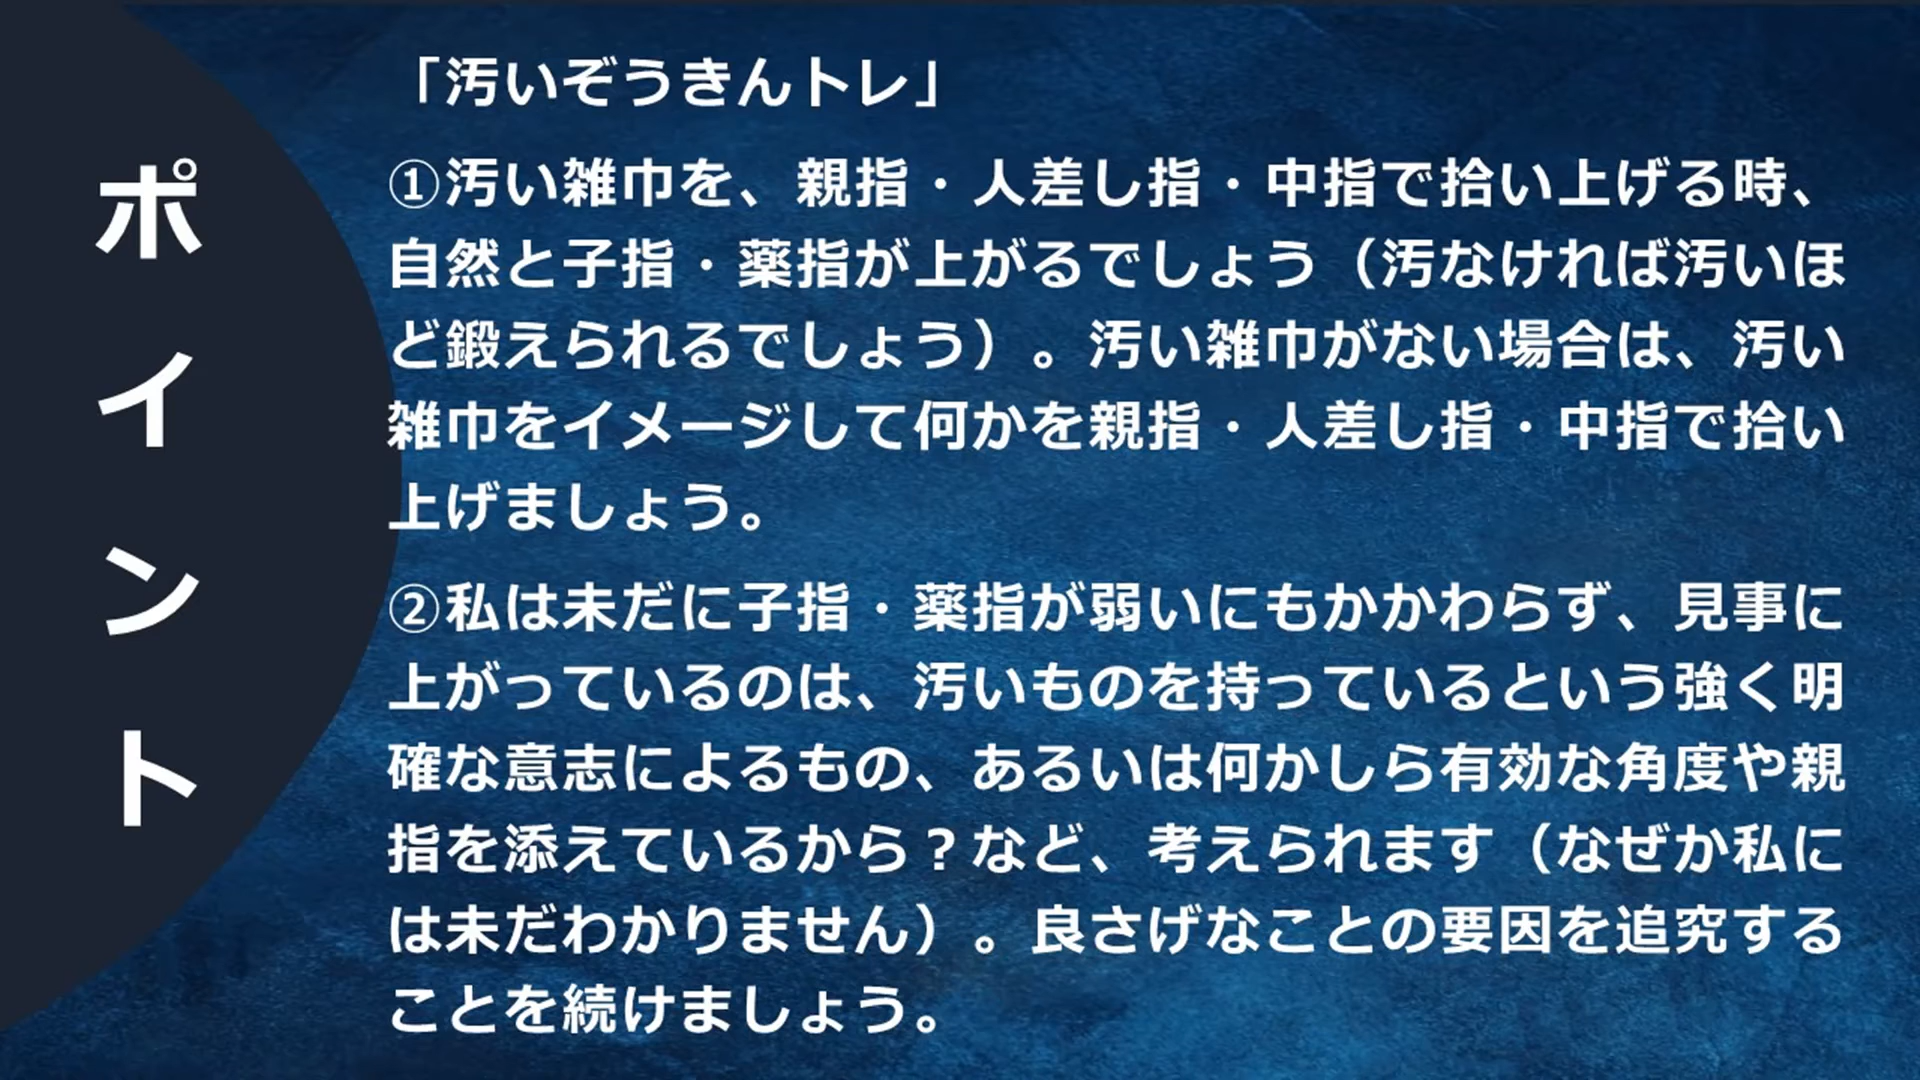 ポイント
「汚いぞうきんトレ」
①汚い雑巾を、親指・人差し指・中指で拾い上げる時、
自然と子指・薬指が上がるでしょう（汚なければ汚いほ
ど鍛えられるでしょう）。汚い雑巾がない場合は、汚い
雑巾をイメージして何かを親指・人差し指・中指で拾い
上げましょう。
②私は未だに子指・薬指が弱いにもかかわらず、見事に
上がっているのは、汚いものを持っているという強く明
確な意志によるもの、あるいは何かしら有効な角度や親
指を添えているから？など、考えられます（なぜか私に
は未だわかりません）。良さげなことの要因を追究する
ことを続けましょう。